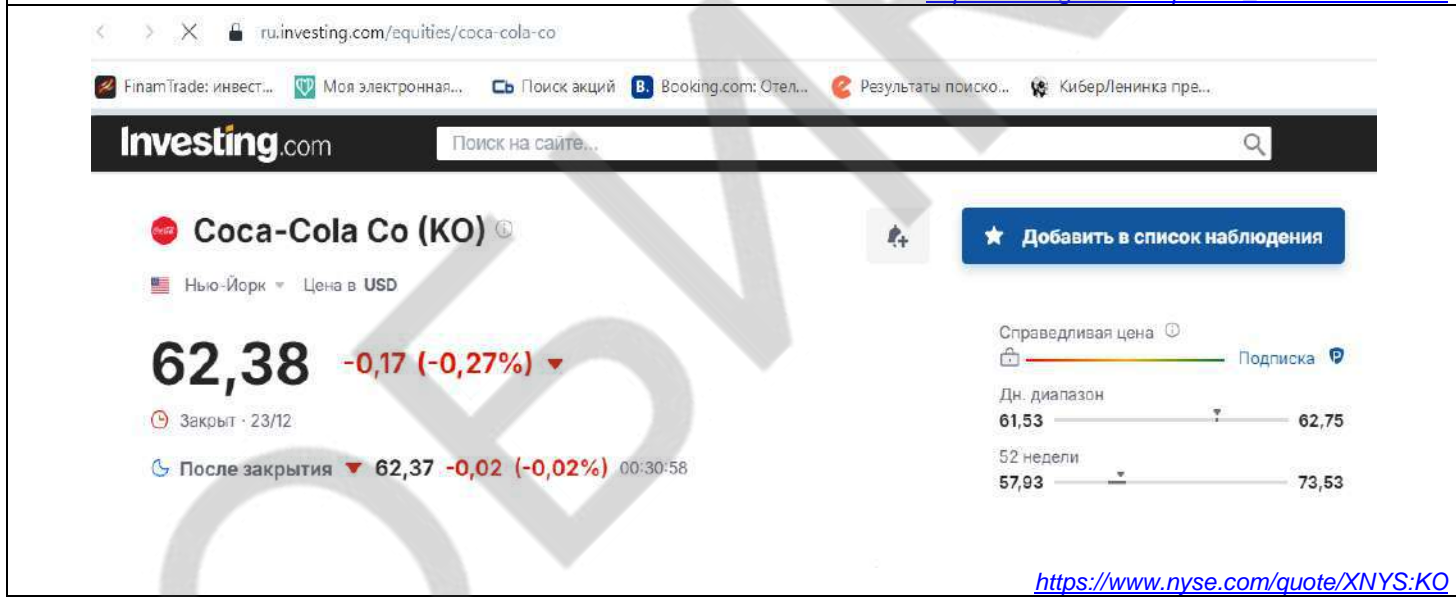 ru.investing.com/equities/coca-cola-co
FinamTrade: инвест... Моя электронная... Поиск акций Booking.com: Отел... Результаты поиско... КиберЛенинка пре...
Investing.com Поиск на сайте...
Coca-Cola Co (KO)
Добавить в список наблюдения
Нью-Йорк Цена в USD
62,38 -0,17 (-0,27%)
Справедливая цена
Подписка
Закрыт · 23/12
Дн. диапазон
61,53 62,75
После закрытия 62,37 -0,02 (-0,02%) 00:30:58
52 недели
57,93 73,53
https://www.nyse.com/quote/XNYS:KO